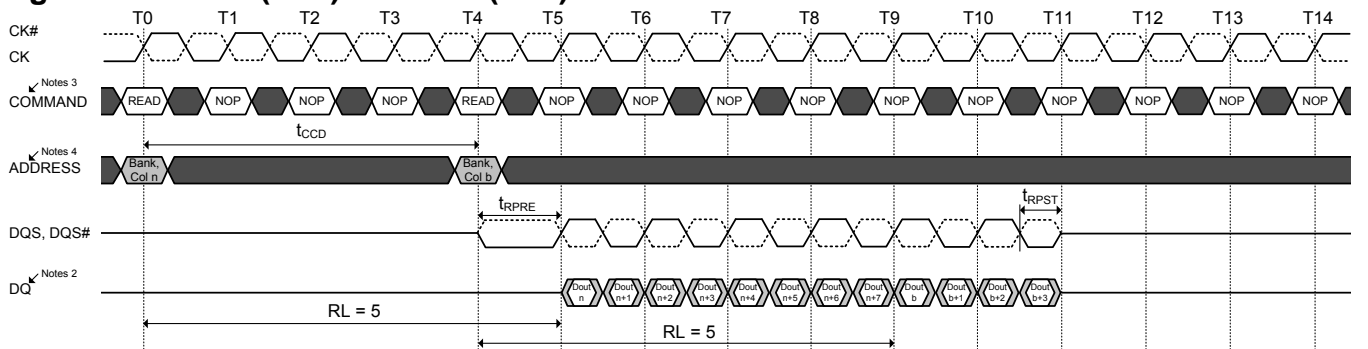 T0 T1 T2 T3 T4 T5 T6 T7 T8 T9 T10 T11 T12 T13 T14
CK#
CK
Notes 3
COMMAND READ NOP NOP NOP READ NOP NOP NOP NOP NOP NOP NOP NOP NOP NOP
tCCD
Notes 4
ADDRESS Bank, Col n Bank, Col b
tRPRE tRPST
DQS, DQS#
Notes 2
DQ Dout n Dout n+1 Dout n+2 Dout n+3 Dout n+4 Dout n+5 Dout n+6 Dout n+7 Dout b Dout b+1 Dout b+2 Dout b+3
RL = 5
RL = 5